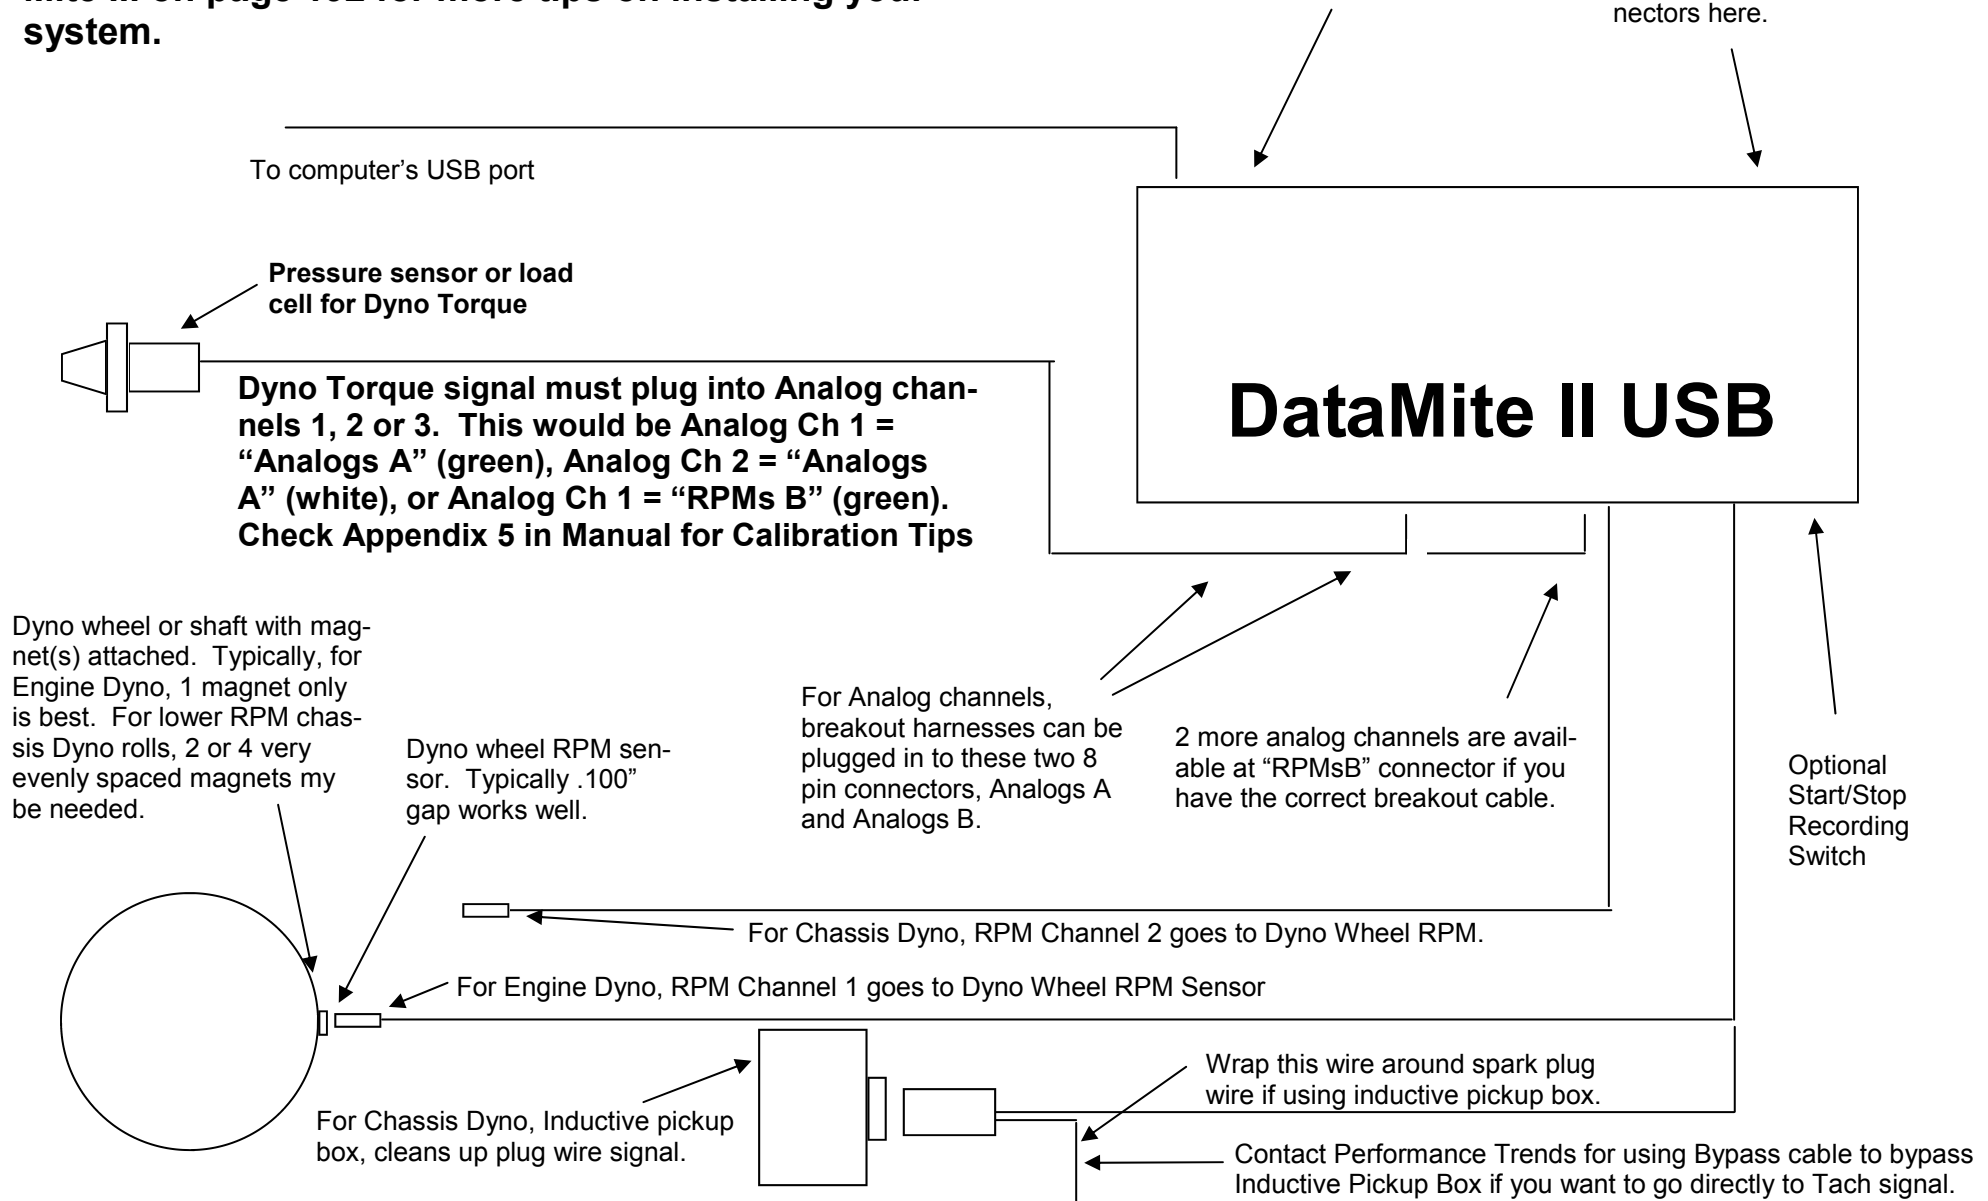 system.
nectors here.
To computer’s USB port
Pressure sensor or load
cell for Dyno Torque
DataMite II USB
Dyno Torque signal must plug into Analog chan-
nels 1, 2 or 3.  This would be Analog Ch 1 =
“Analogs A” (green), Analog Ch 2 = “Analogs
A” (white), or Analog Ch 1 = “RPMs B” (green).
Check Appendix 5 in Manual for Calibration Tips
Dyno wheel or shaft with mag-
net(s) attached.  Typically, for
Engine Dyno, 1 magnet only
is best.  For lower RPM chas-
sis Dyno rolls, 2 or 4 very
evenly spaced magnets my
be needed.
Dyno wheel RPM sen-
sor.  Typically .100”
gap works well.
For Analog channels,
breakout harnesses can be
plugged in to these two 8
pin connectors, Analogs A
and Analogs B.
2 more analog channels are avail-
able at “RPMsB” connector if you
have the correct breakout cable.
Optional
Start/Stop
Recording
Switch
For Chassis Dyno, RPM Channel 2 goes to Dyno Wheel RPM.
For Engine Dyno, RPM Channel 1 goes to Dyno Wheel RPM Sensor
Wrap this wire around spark plug
wire if using inductive pickup box.
For Chassis Dyno, Inductive pickup
box, cleans up plug wire signal.
Contact Performance Trends for using Bypass cable to bypass
Inductive Pickup Box if you want to go directly to Tach signal.